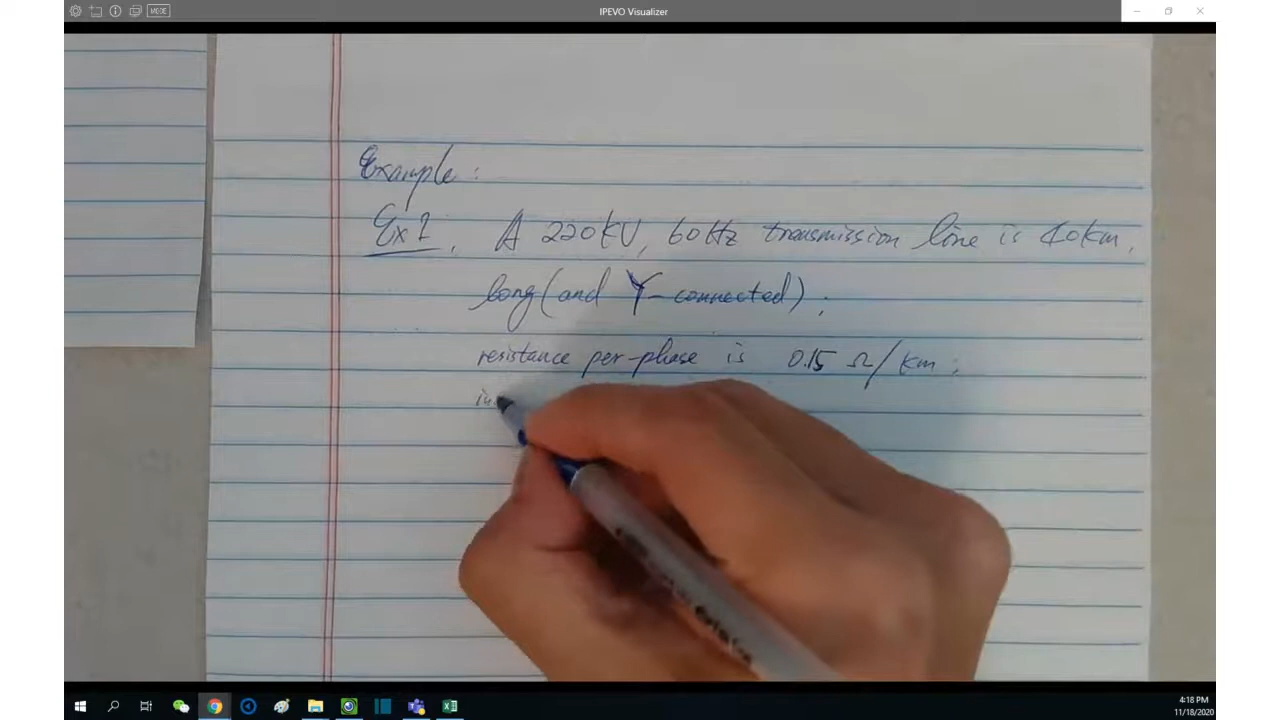 IPEVO Visualizer
MODE
Example :
Ex 1. A 220kV, 60Hz transmission line is 40km,
long (and Y-connected) ;
resistance per-phase is 0.15 Ω/km ;
4:18 PM
11/18/2020